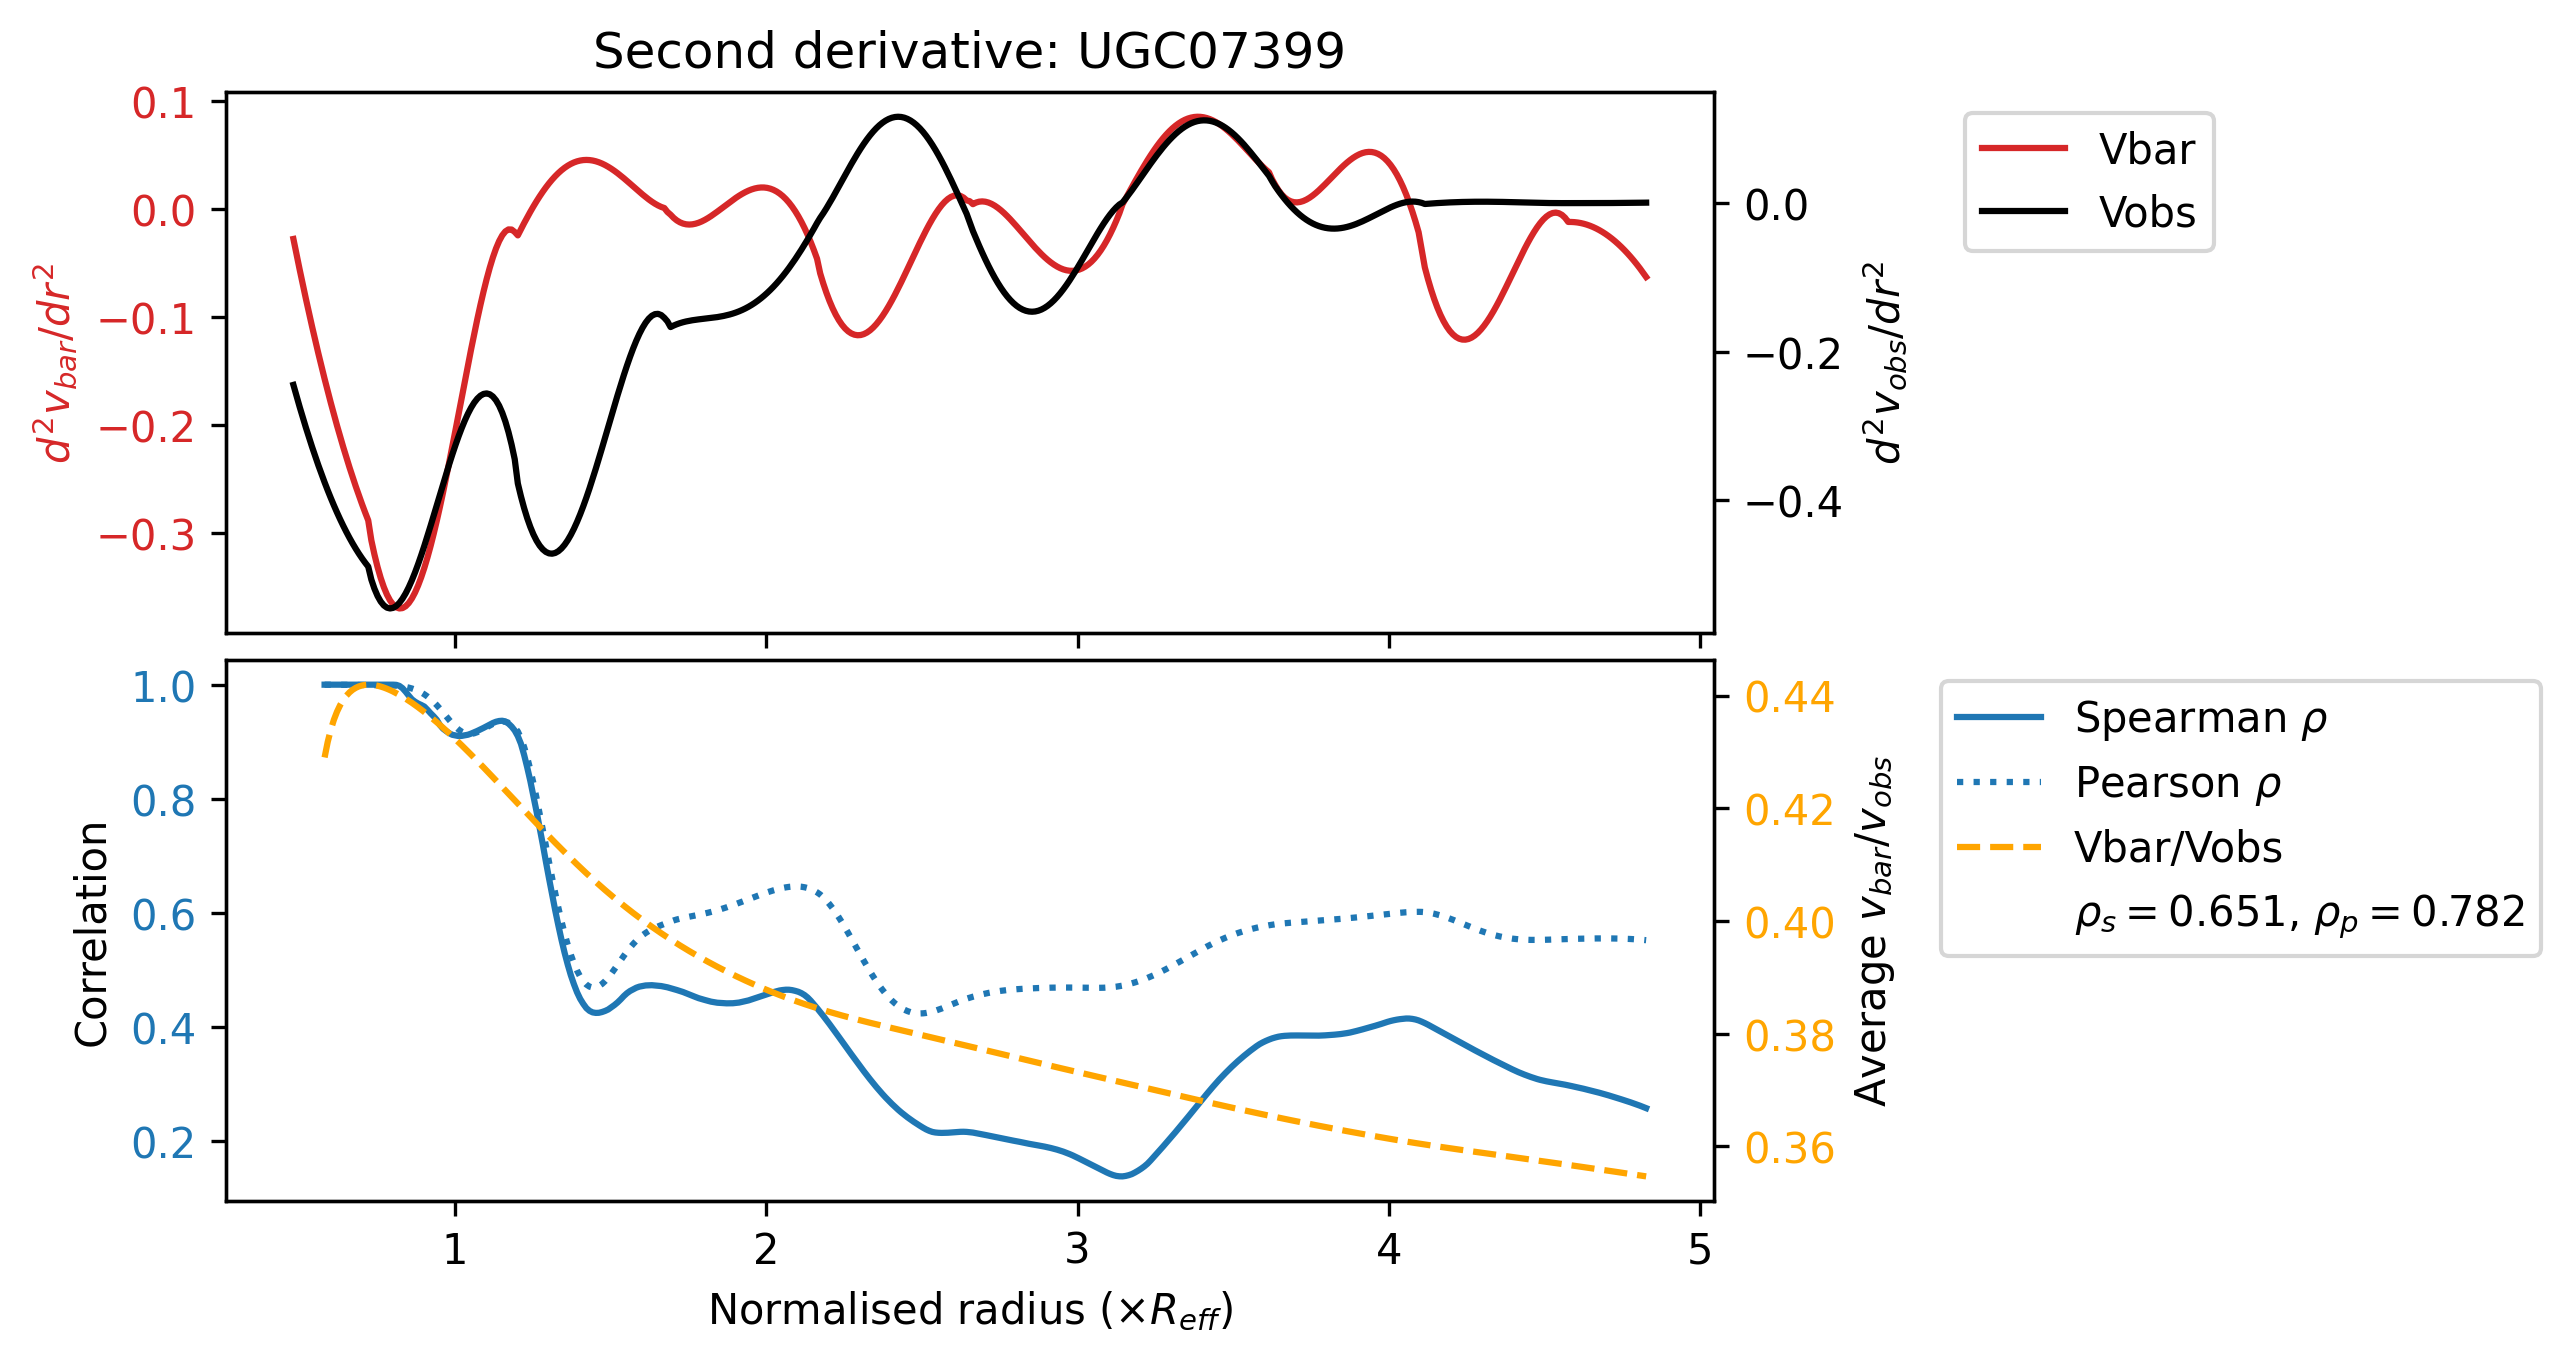 Second derivative: UGC07399
0.1
0.0
−0.1
−0.2
−0.3
d²v_bar/dr²
0.0
−0.2
−0.4
d²v_obs/dr²
Vbar
Vobs
1.0
0.8
0.6
0.4
0.2
Correlation
0.44
0.42
0.40
0.38
0.36
Average v_bar/v_obs
Spearman ρ
Pearson ρ
Vbar/Vobs
ρ_s = 0.651, ρ_p = 0.782
1 2 3 4 5
Normalised radius (×R_eff)